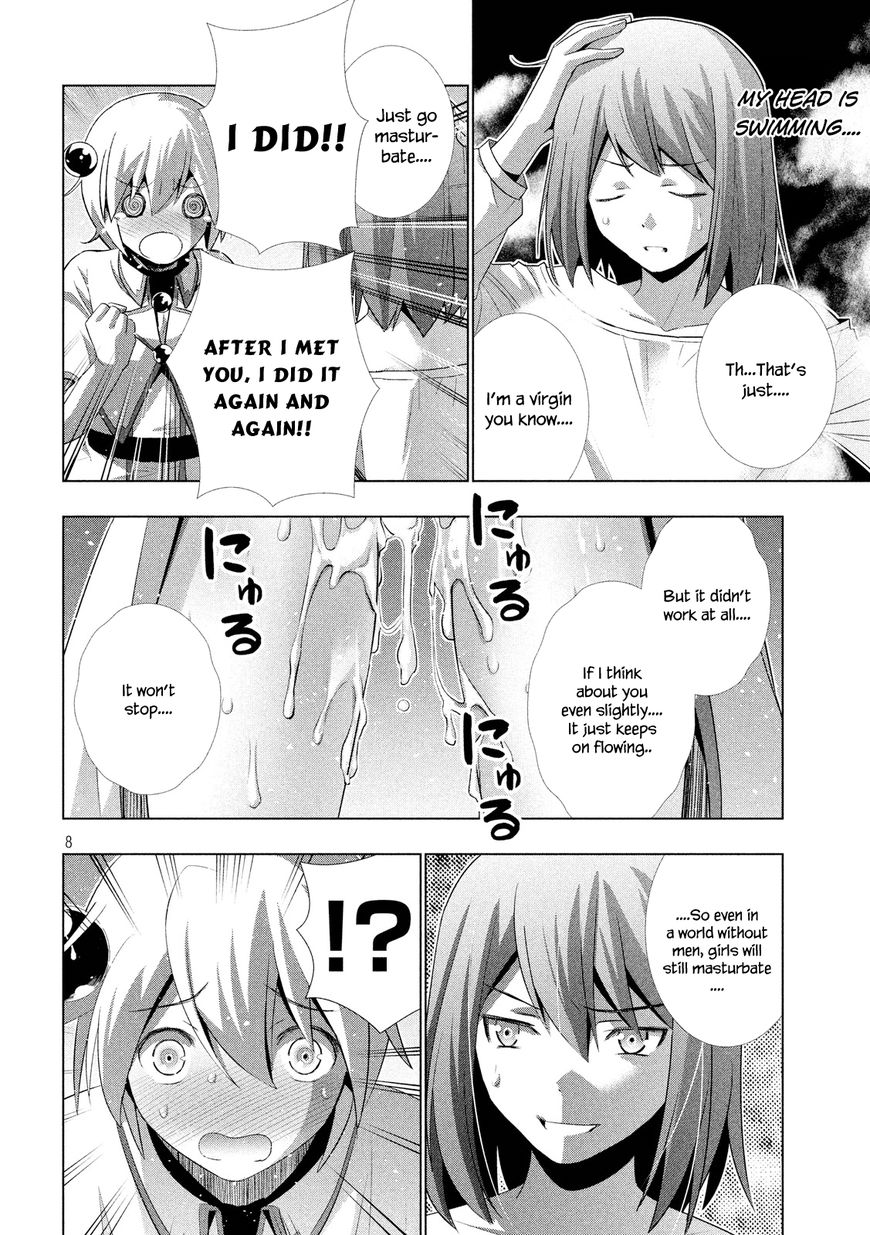 MY HEAD IS
SWIMMING....
Th...That's
just....
I'm a virgin
you know....
Just go
mastur-
bate....
I DID!!
AFTER I MET
YOU, I DID IT
AGAIN AND
AGAIN!!
But it didn't
work at all....
If I think
about you
even slightly....
It just keeps
on flowing..
にゅる
にゅる
にゅる
It won't
stop....
8
....So even in
a world without
men, girls will
still masturbate
....
!?